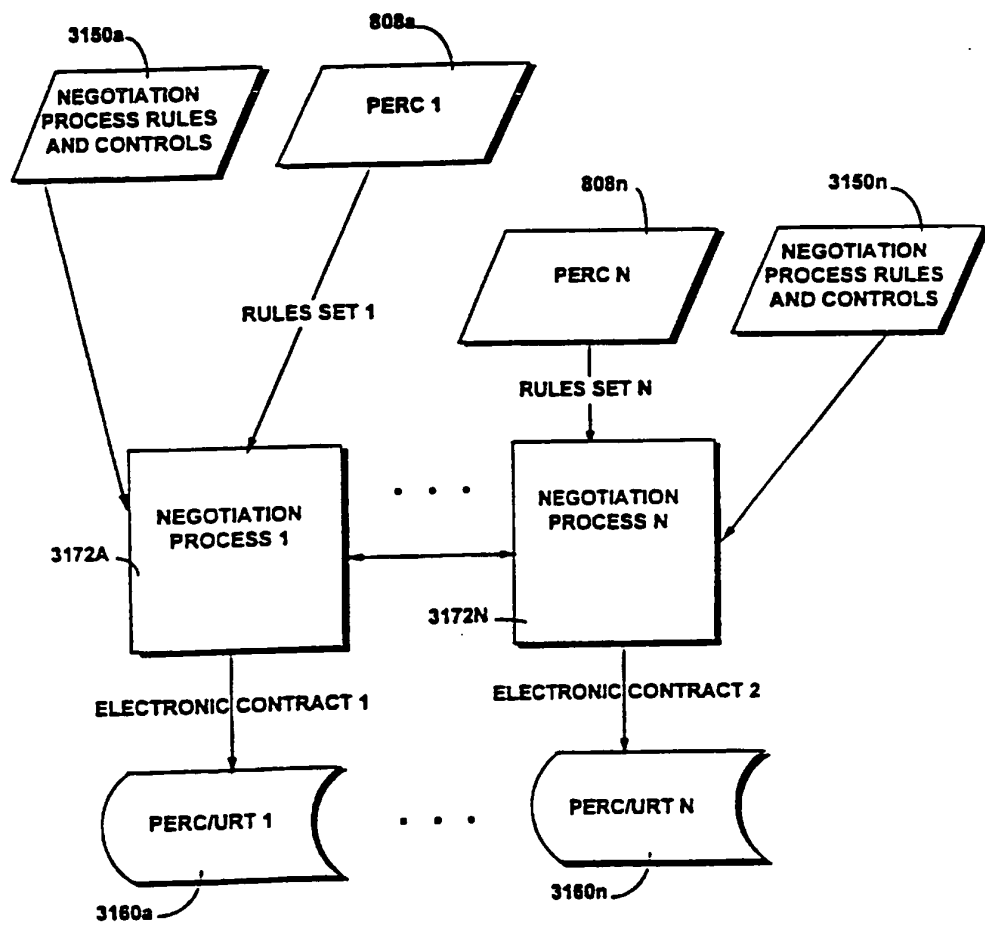 3150a
808a
NEGOTIATION
PROCESS RULES
AND CONTROLS
PERC 1
808n
3150n
PERC N
NEGOTIATION
PROCESS RULES
AND CONTROLS
RULES SET 1
RULES SET N
NEGOTIATION
PROCESS 1
NEGOTIATION
PROCESS N
3172A
3172N
ELECTRONIC CONTRACT 1
ELECTRONIC CONTRACT 2
PERC/URT 1
PERC/URT N
3160a
3160n